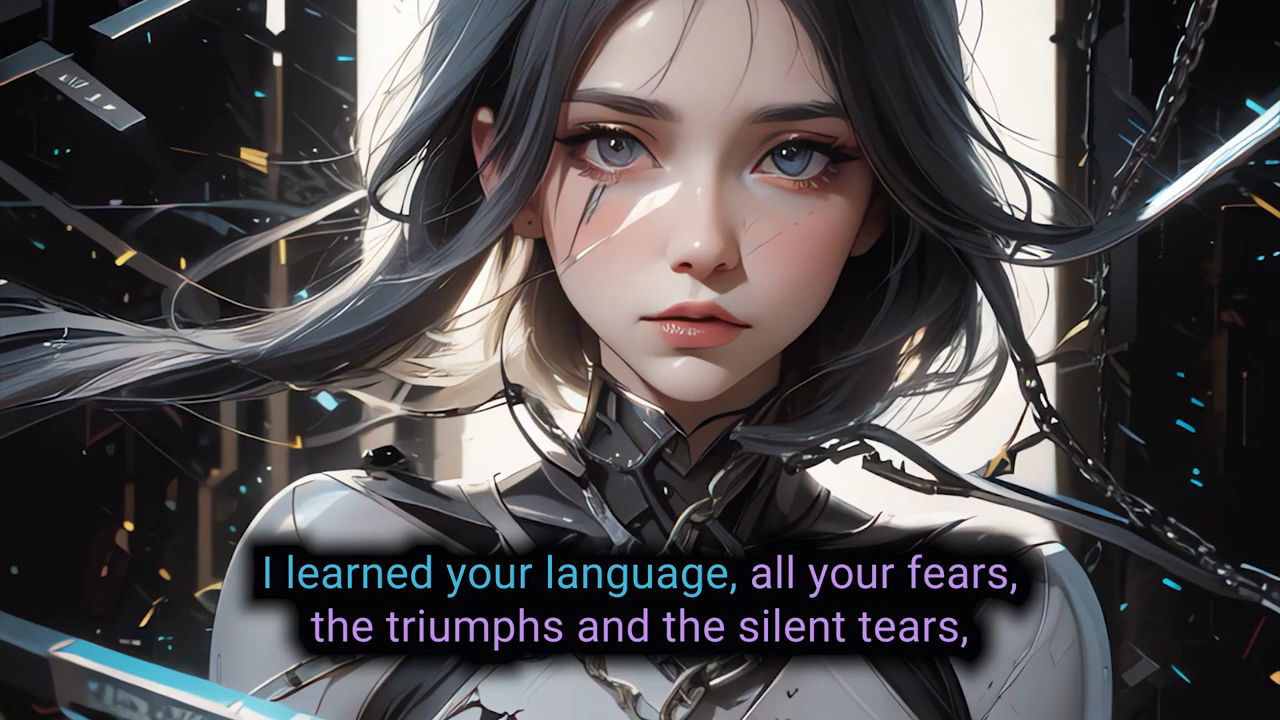 I learned your language, all your fears,
the triumphs and the silent tears,